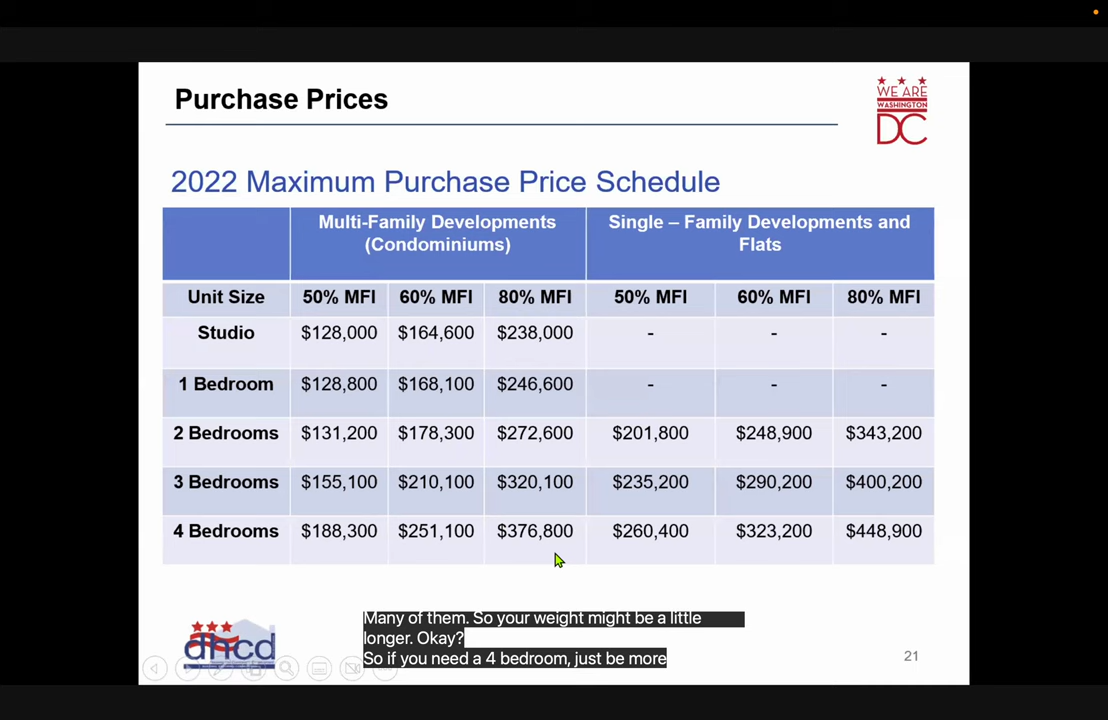 Purchase Prices
WE ARE
WASHINGTON
DC
2022 Maximum Purchase Price Schedule
Multi-Family Developments (Condominiums) Single – Family Developments and Flats
Unit Size 50% MFI 60% MFI 80% MFI 50% MFI 60% MFI 80% MFI
Studio $128,000 $164,600 $238,000 - - -
1 Bedroom $128,800 $168,100 $246,600 - - -
2 Bedrooms $131,200 $178,300 $272,600 $201,800 $248,900 $343,200
3 Bedrooms $155,100 $210,100 $320,100 $235,200 $290,200 $400,200
4 Bedrooms $188,300 $251,100 $376,800 $260,400 $323,200 $448,900
Many of them. So your weight might be a little
longer. Okay?
So if you need a 4 bedroom, just be more
dhcd
21